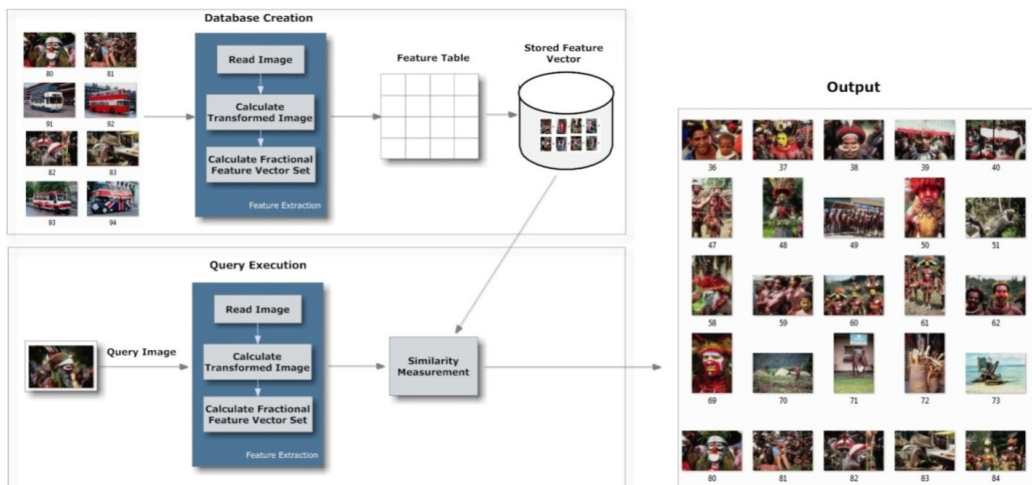 Database Creation
80 81
91 92
82 83
93 94
Read Image
Calculate
Transformed Image
Calculate Fractional
Feature Vector Set
Feature Extraction
Feature Table
Stored Feature
Vector
Query Execution
Query Image
Read Image
Calculate
Transformed Image
Calculate Fractional
Feature Vector Set
Feature Extraction
Similarity
Measurement
Output
36 37 38 39 40
47 48 49 50 51
58 59 60 61 62
69 70 71 72 73
80 81 82 83 84